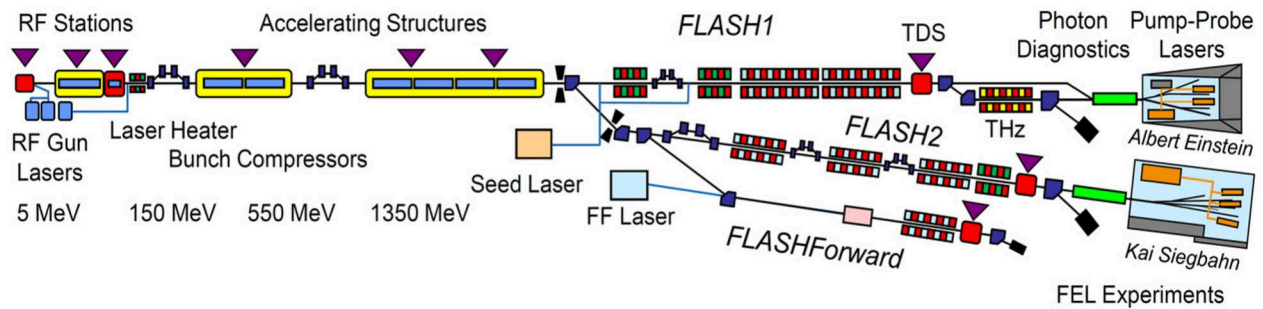 RF Stations
Accelerating Structures
FLASH1
TDS
Photon
Diagnostics
Pump-Probe
Lasers
RF Gun
Lasers
Laser Heater
Bunch Compressors
Seed Laser
FLASH2
THz
Albert Einstein
5 MeV
150 MeV
550 MeV
1350 MeV
FF Laser
FLASHForward
Kai Siegbahn
FEL Experiments